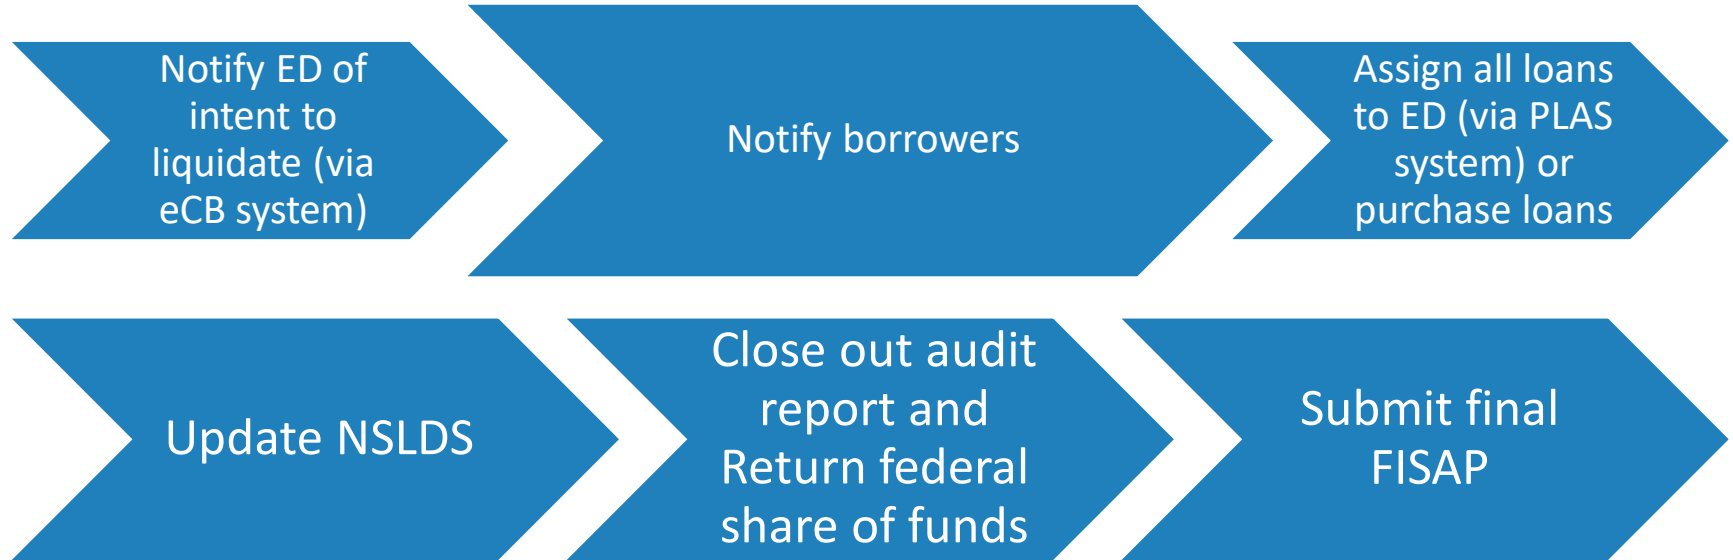 Notify ED of
intent to
liquidate (via
eCB system)
Notify borrowers
Assign all loans
to ED (via PLAS
system) or
purchase loans
Update NSLDS
Close out audit
report and
Return federal
share of funds
Submit final
FISAP